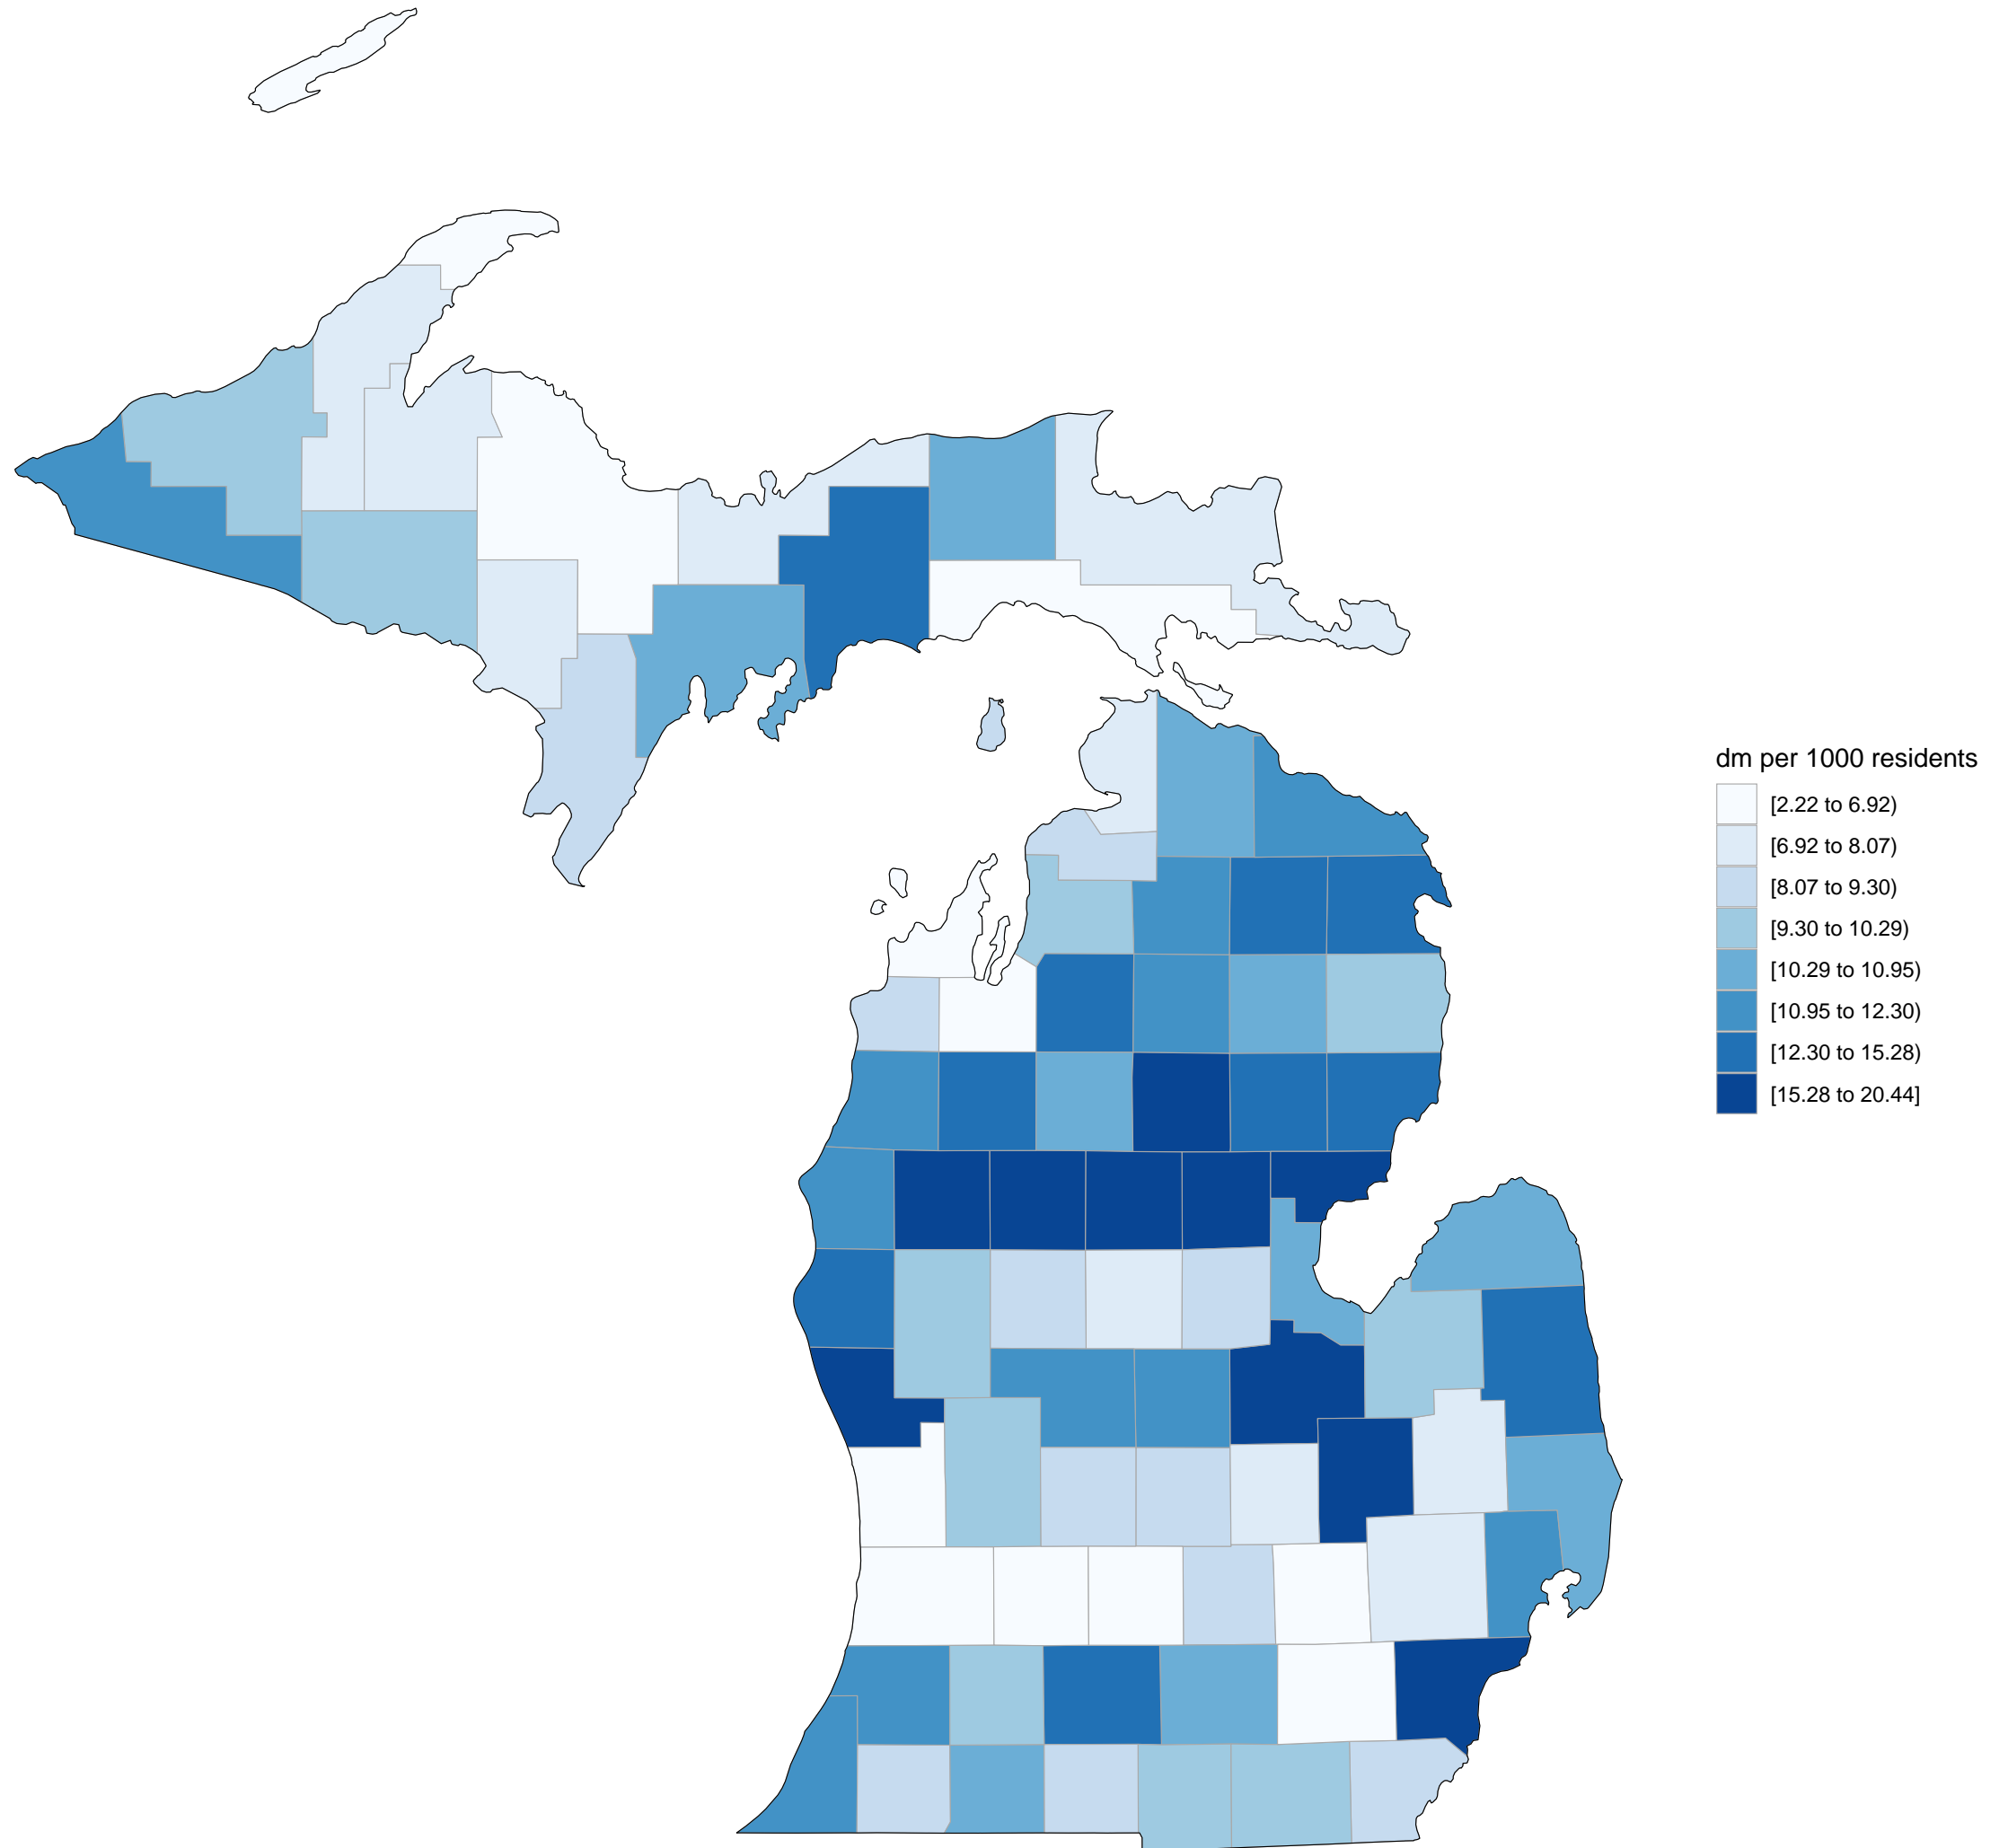 dm per 1000 residents
[2.22 to 6.92)
[6.92 to 8.07)
[8.07 to 9.30)
[9.30 to 10.29)
[10.29 to 10.95)
[10.95 to 12.30)
[12.30 to 15.28)
[15.28 to 20.44]